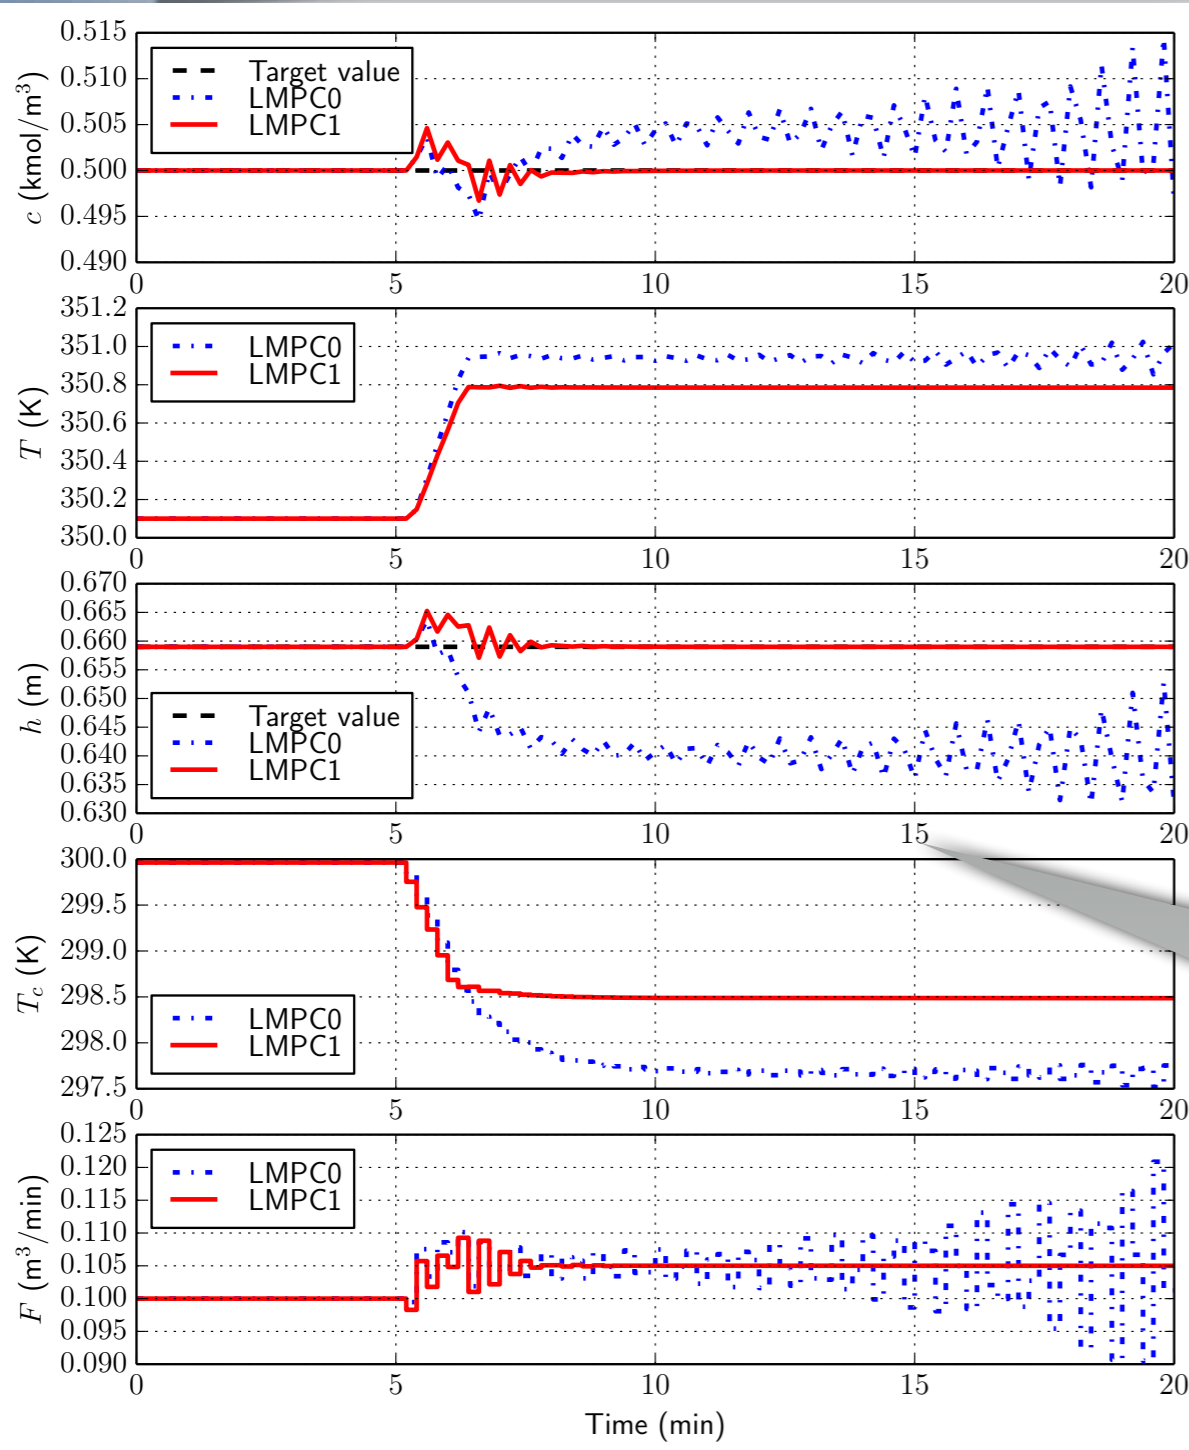 0.515
0.510
0.505
0.500
0.495
0.490
c (kmol/m³)
Target value
LMPC0
LMPC1
0 5 10 15 20
351.2
351.0
350.8
350.6
350.4
350.2
350.0
T (K)
LMPC0
LMPC1
0 5 10 15 20
0.670
0.665
0.660
0.655
0.650
0.645
0.640
0.635
0.630
h (m)
Target value
LMPC0
LMPC1
0 5 10 15 20
300.0
299.5
299.0
298.5
298.0
297.5
T_c (K)
LMPC0
LMPC1
0 5 10 15 20
0.125
0.120
0.115
0.110
0.105
0.100
0.095
0.090
F (m³/min)
LMPC0
LMPC1
0 5 10 15 20
Time (min)